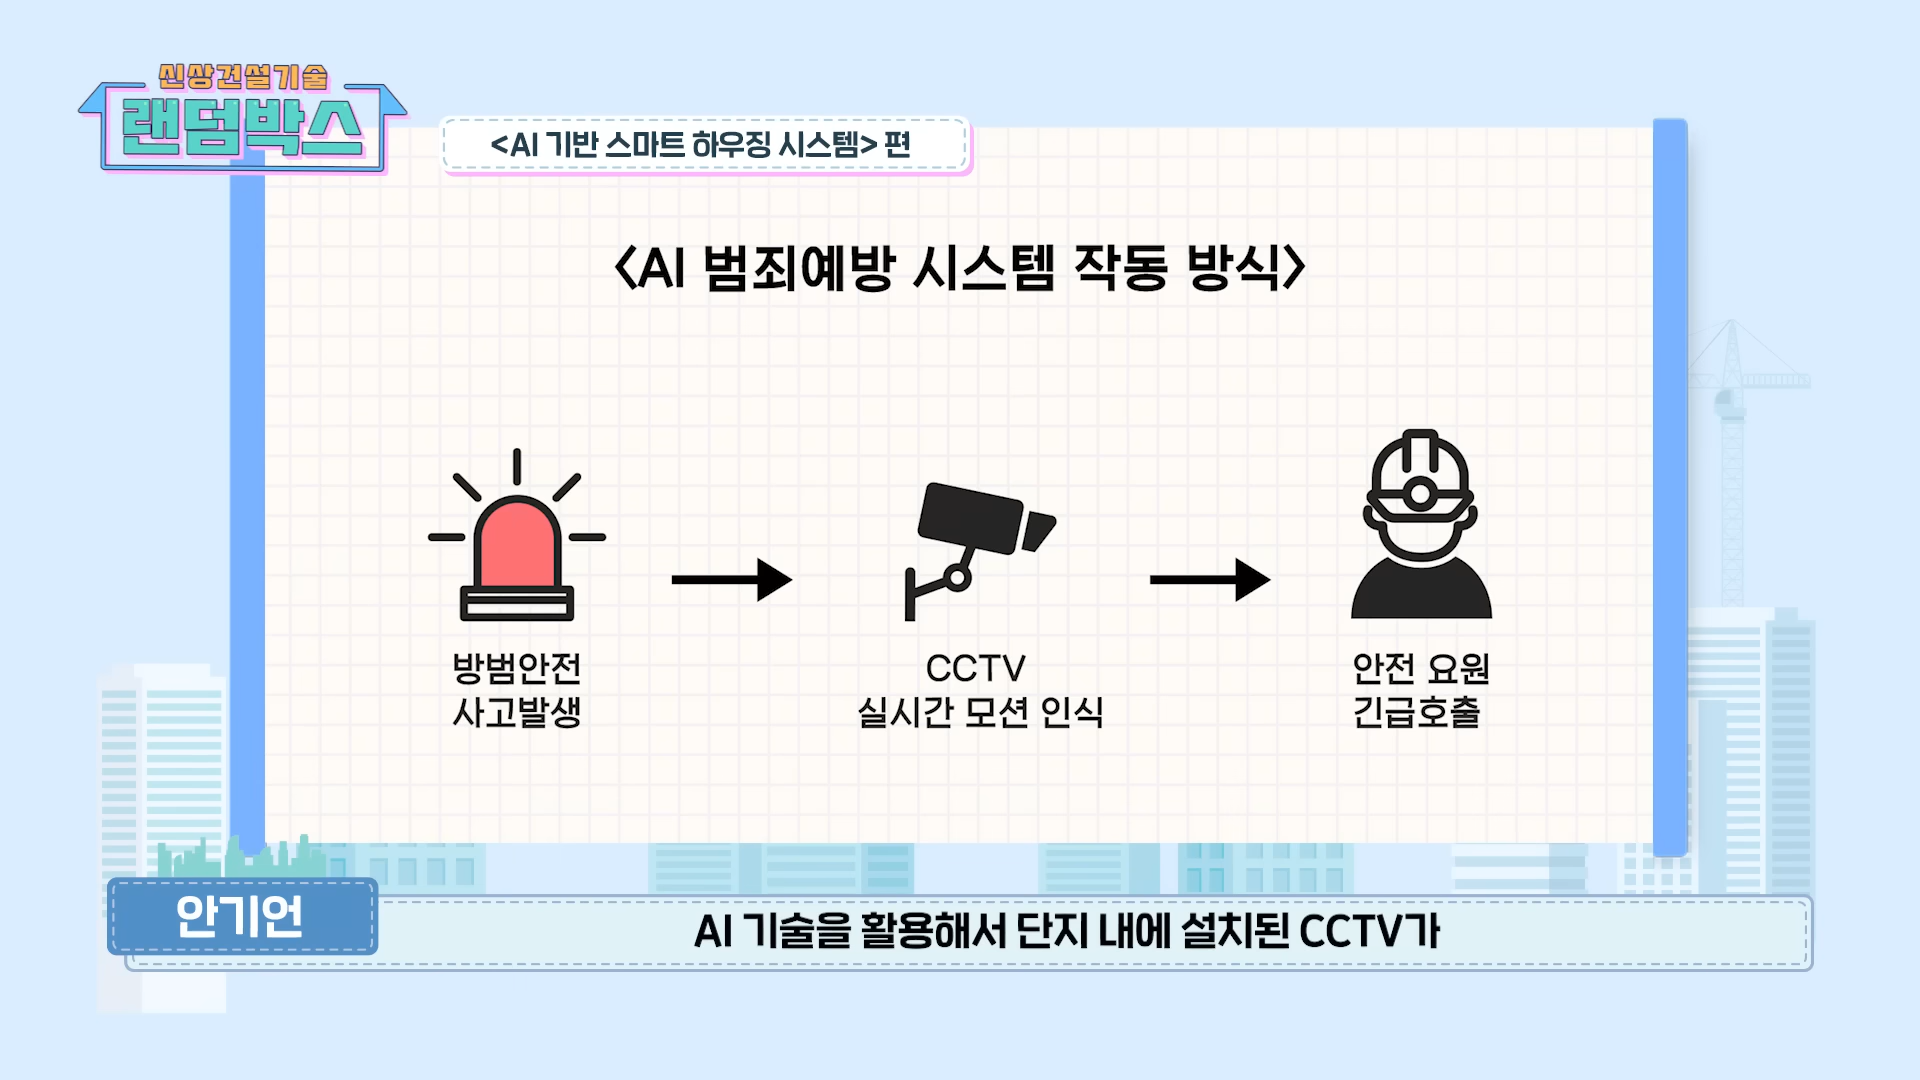 신상건설기술
랜덤박스
<AI 기반 스마트 하우징 시스템> 편
<AI 범죄예방 시스템 작동 방식>
방범안전
사고발생
CCTV
실시간 모션 인식
안전 요원
긴급호출
안기언
AI 기술을 활용해서 단지 내에 설치된 CCTV가